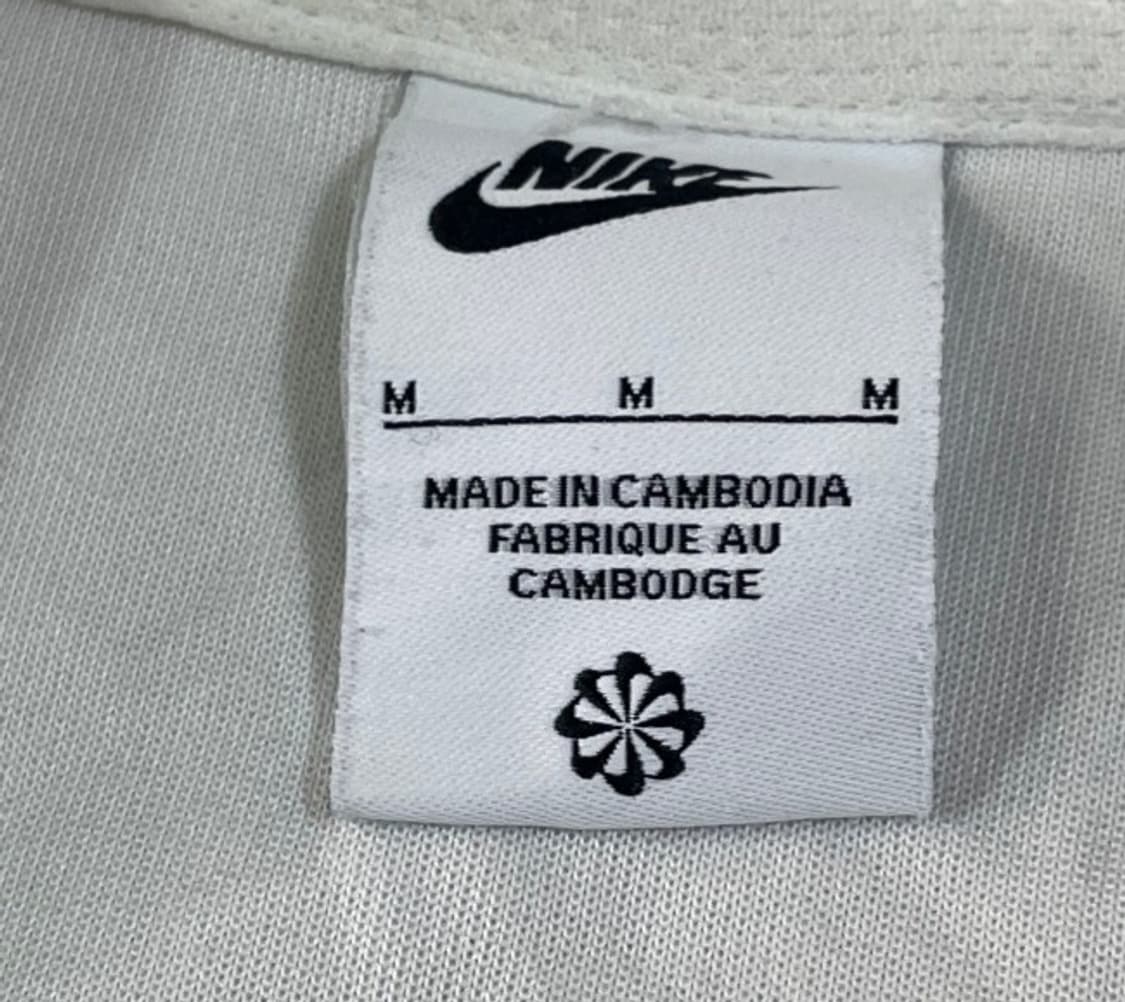 NIKE
M M M
MADE IN CAMBODIA
FABRIQUE AU
CAMBODGE